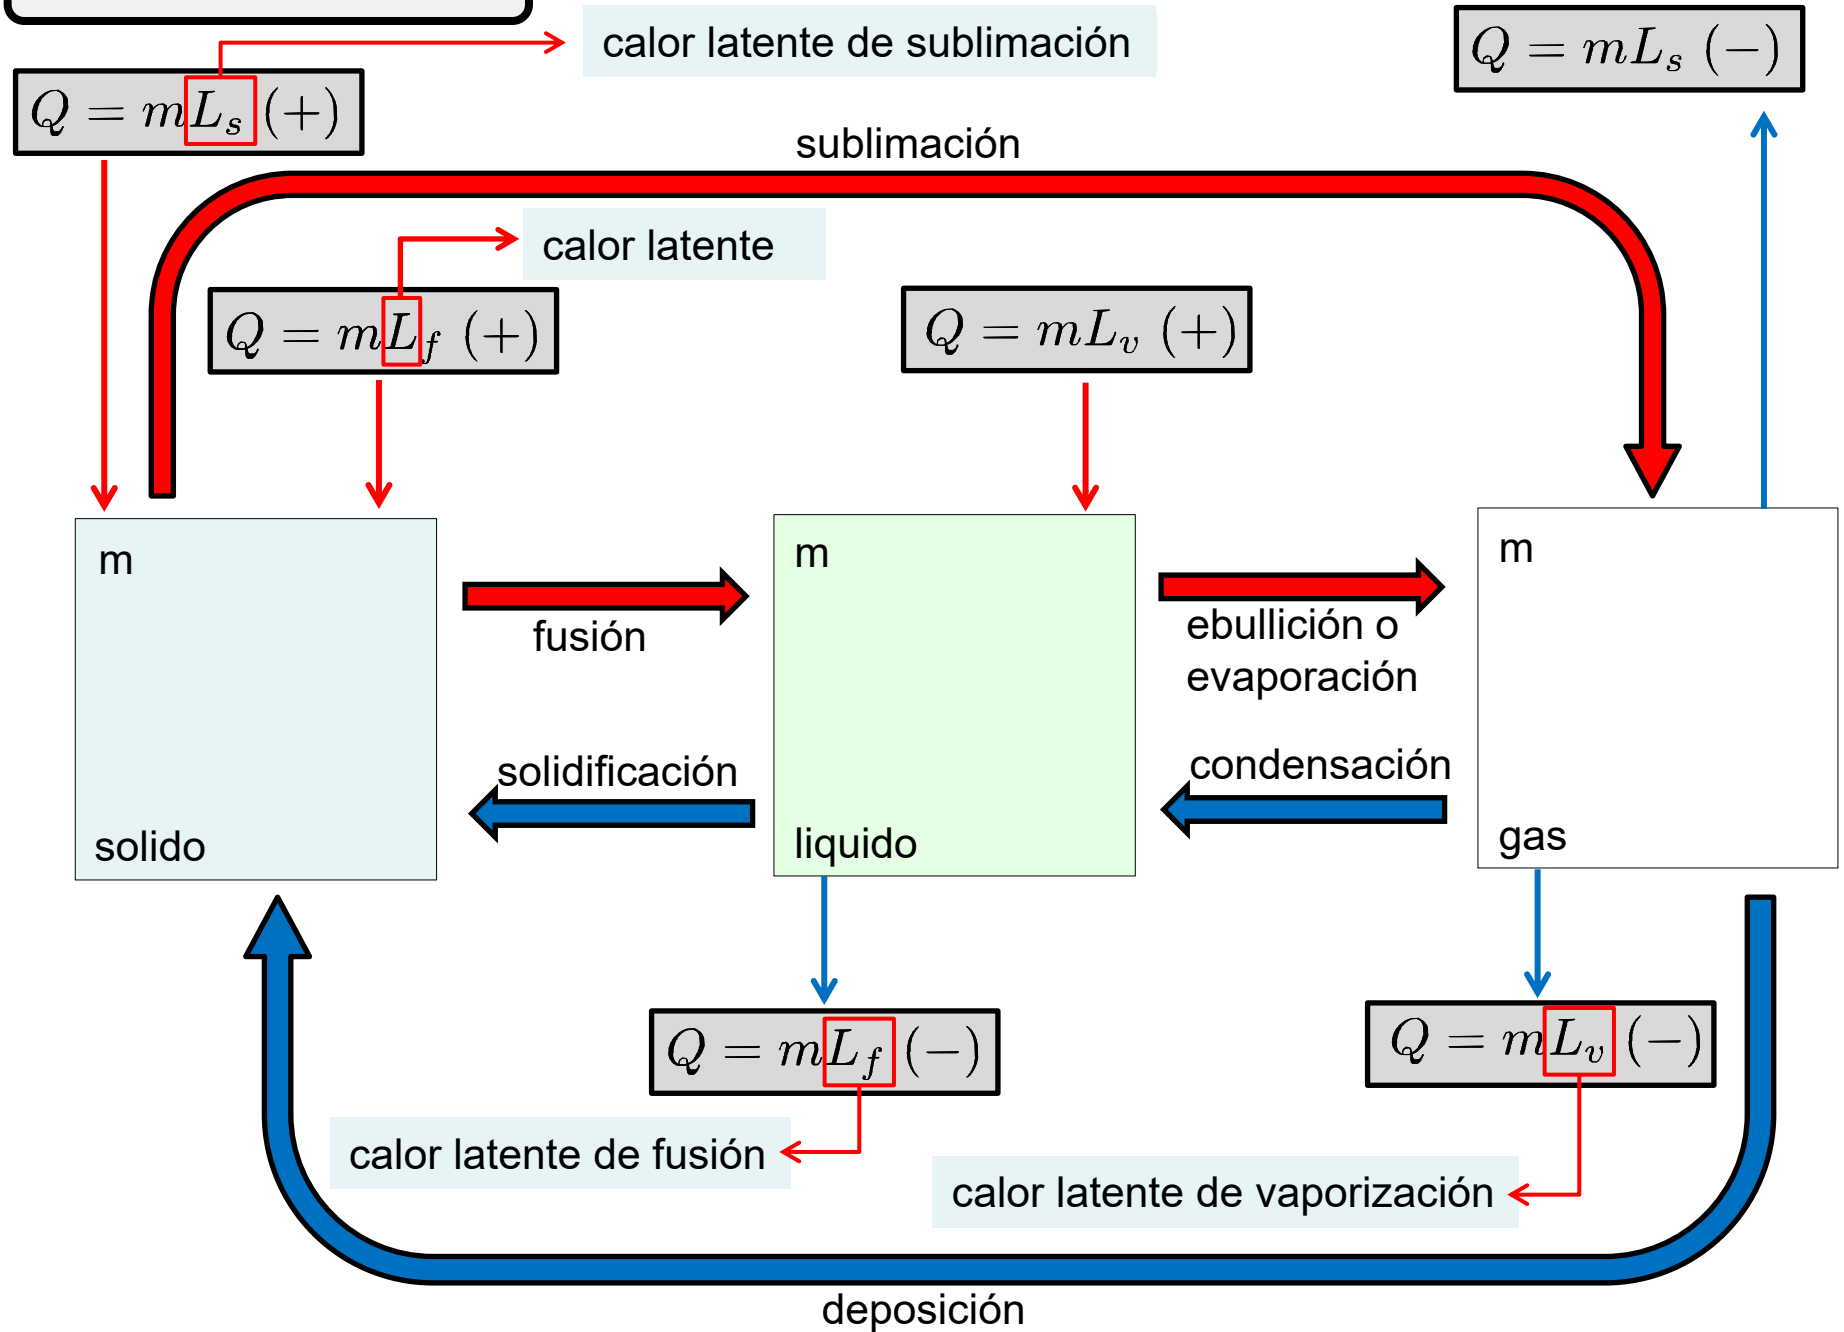 calor latente de sublimación
Q = mL_s (−)
Q = mL_s (+)
sublimación
calor latente
Q = mL_f (+)
Q = mL_v (+)
m
m
m
fusión
ebullición o
evaporación
solidificación
condensación
solido
liquido
gas
Q = mL_f (−)
Q = mL_v (−)
calor latente de fusión
calor latente de vaporización
deposición